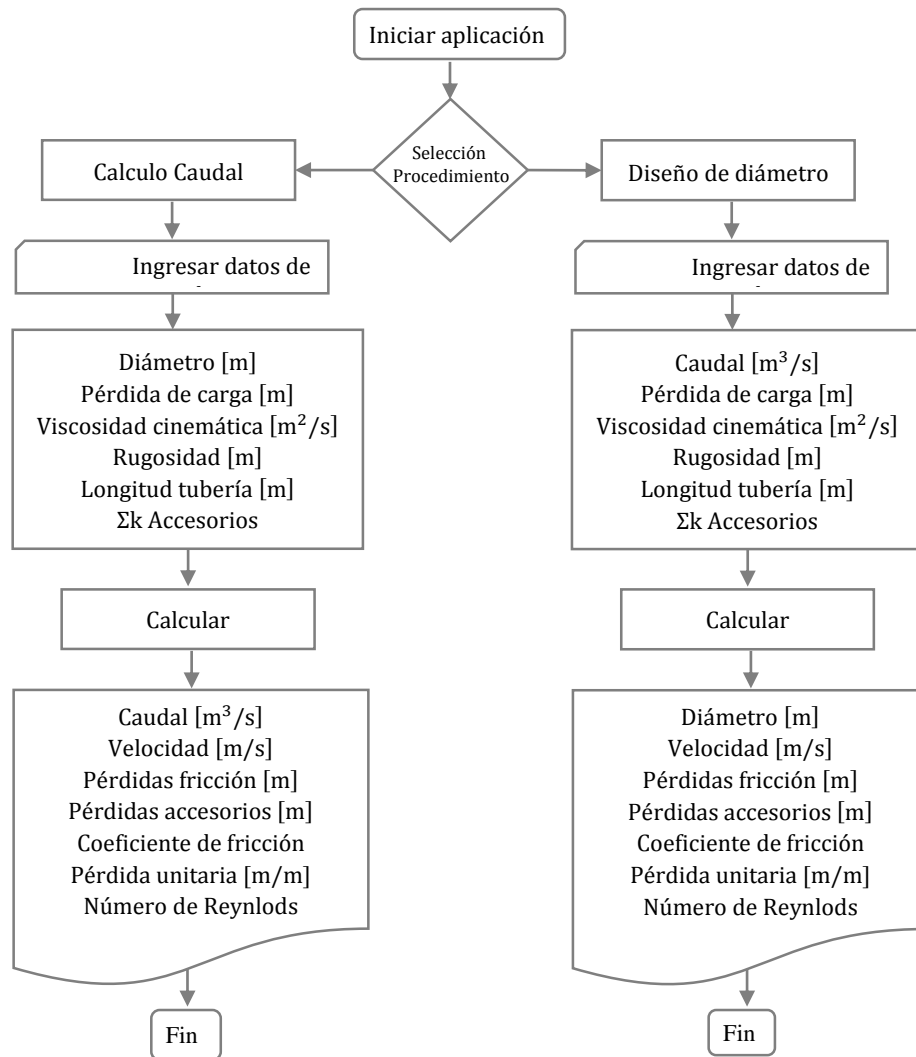 Iniciar aplicación
Selección
Procedimiento
Calculo Caudal
Ingresar datos de
Diámetro [m]
Pérdida de carga [m]
Viscosidad cinemática [m²/s]
Rugosidad [m]
Longitud tubería [m]
Σk Accesorios
Calcular
Caudal [m³/s]
Velocidad [m/s]
Pérdidas fricción [m]
Pérdidas accesorios [m]
Coeficiente de fricción
Pérdida unitaria [m/m]
Número de Reynlods
Fin
Diseño de diámetro
Ingresar datos de
Caudal [m³/s]
Pérdida de carga [m]
Viscosidad cinemática [m²/s]
Rugosidad [m]
Longitud tubería [m]
Σk Accesorios
Calcular
Diámetro [m]
Velocidad [m/s]
Pérdidas fricción [m]
Pérdidas accesorios [m]
Coeficiente de fricción
Pérdida unitaria [m/m]
Número de Reynlods
Fin